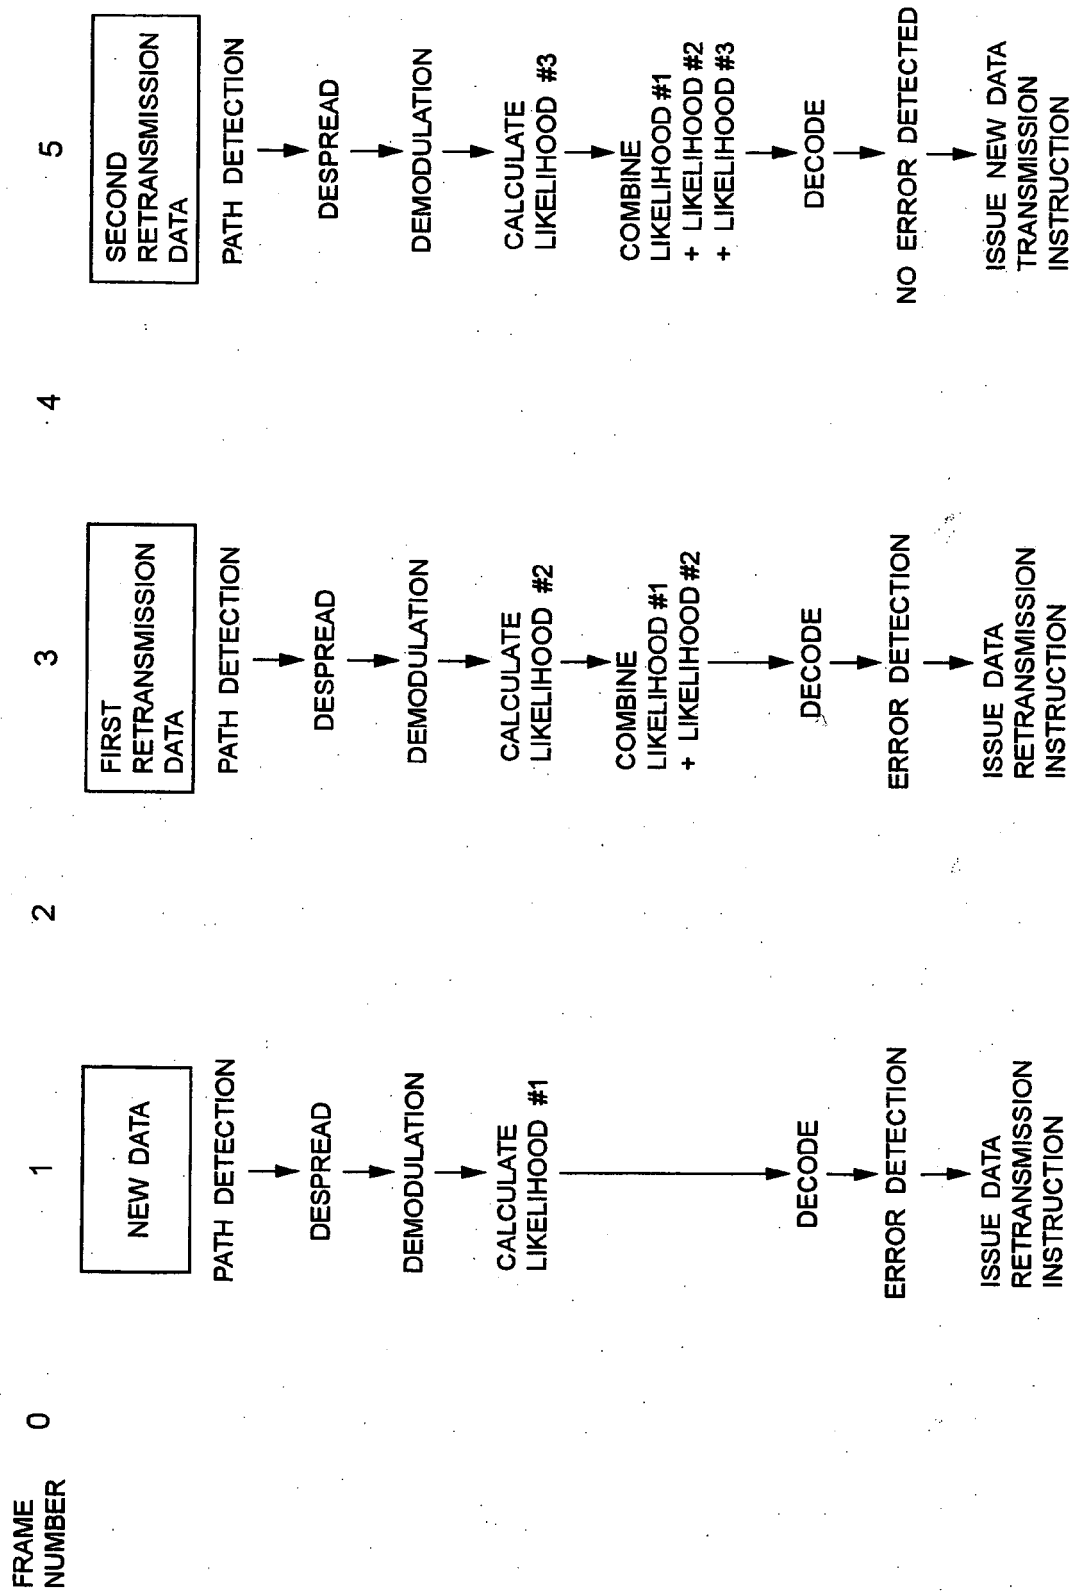 FRAME
NUMBER
0
1
2
3
4
5
NEW DATA
PATH DETECTION
DESPREAD
DEMODULATION
CALCULATE
LIKELIHOOD #1
DECODE
ERROR DETECTION
ISSUE DATA
RETRANSMISSION
INSTRUCTION
FIRST
RETRANSMISSION
DATA
PATH DETECTION
DESPREAD
DEMODULATION
CALCULATE
LIKELIHOOD #2
COMBINE
LIKELIHOOD #1
+ LIKELIHOOD #2
DECODE
ERROR DETECTION
ISSUE DATA
RETRANSMISSION
INSTRUCTION
SECOND
RETRANSMISSION
DATA
PATH DETECTION
DESPREAD
DEMODULATION
CALCULATE
LIKELIHOOD #3
COMBINE
LIKELIHOOD #1
+ LIKELIHOOD #2
+ LIKELIHOOD #3
DECODE
NO ERROR DETECTED
ISSUE NEW DATA
TRANSMISSION
INSTRUCTION